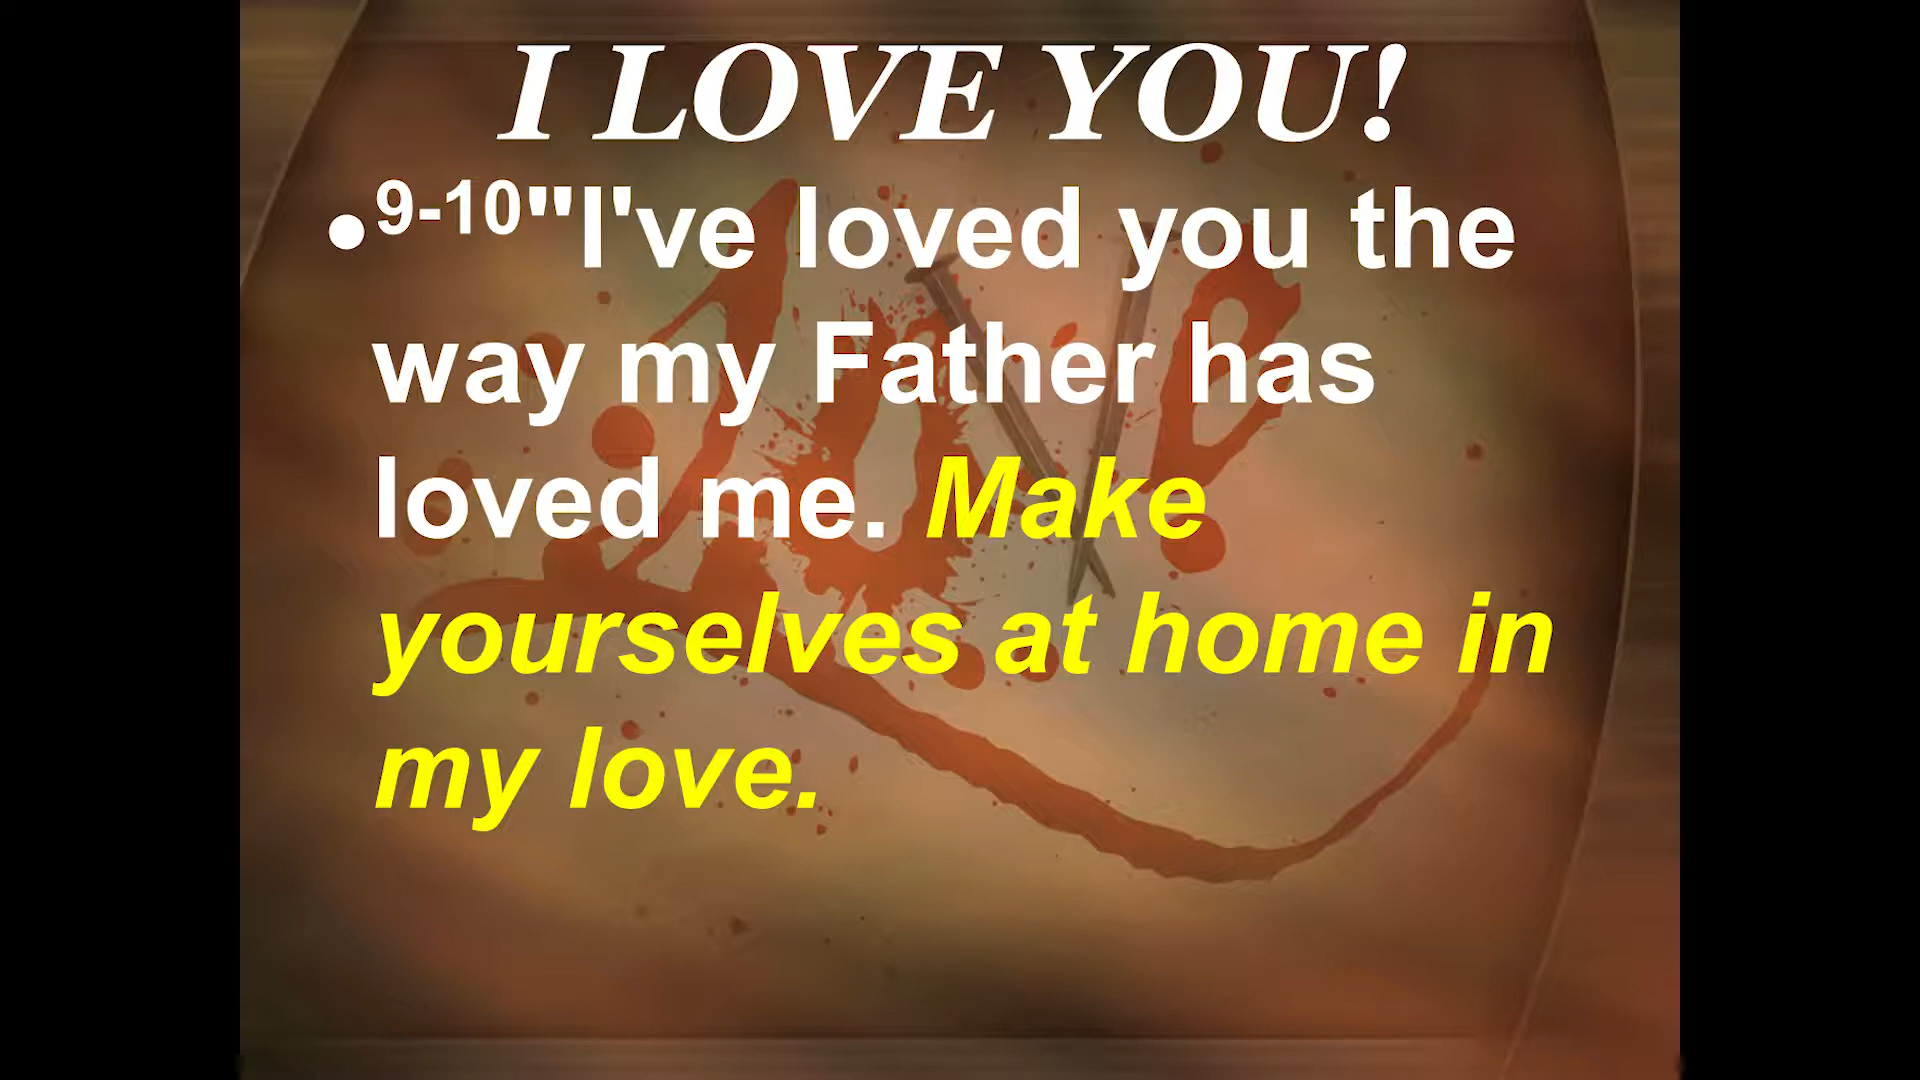 I LOVE YOU!
•9-10"I've loved you the
way my Father has
loved me. Make
yourselves at home in
my love.
love